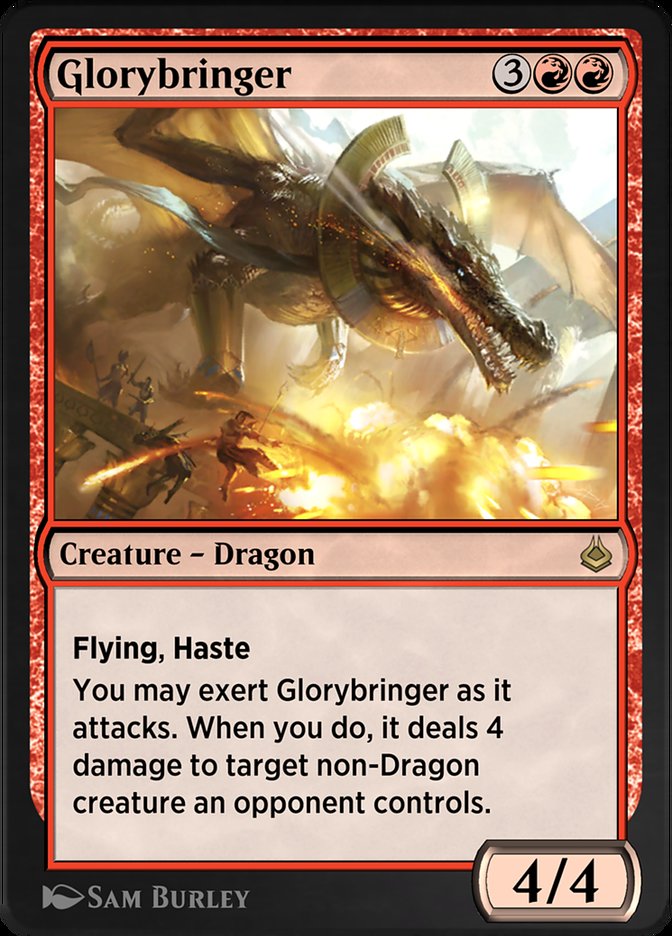 Glorybringer 3
Creature – Dragon
Flying, Haste
You may exert Glorybringer as it
attacks. When you do, it deals 4
damage to target non-Dragon
creature an opponent controls.
4/4
Sam Burley